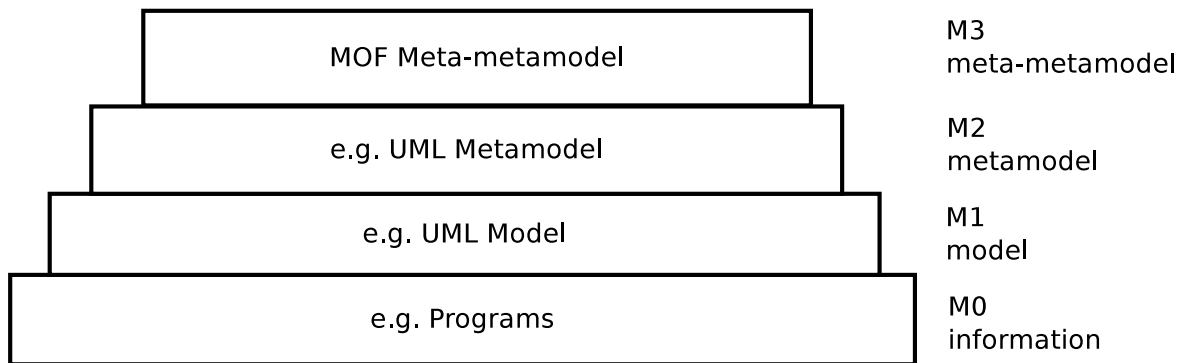 MOF Meta-metamodel
M3
meta-metamodel
e.g. UML Metamodel
M2
metamodel
e.g. UML Model
M1
model
e.g. Programs
M0
information